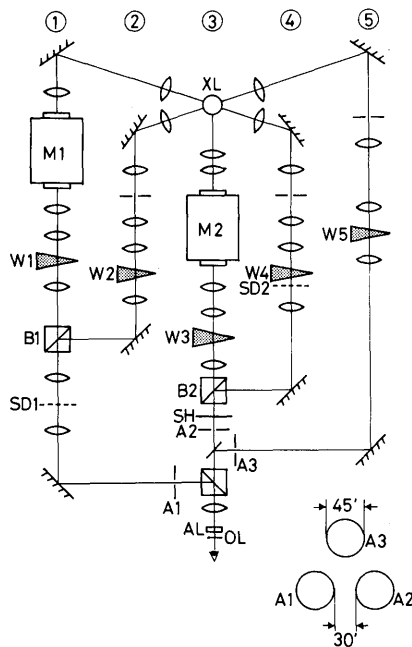 ① ② ③ ④ ⑤
XL
M1
M2
W1
W2
W5
W4
SD2
W3
B1
B2
SD1
SH
A2
A3
A1
AL
OL
45'
A3
A1
A2
30'